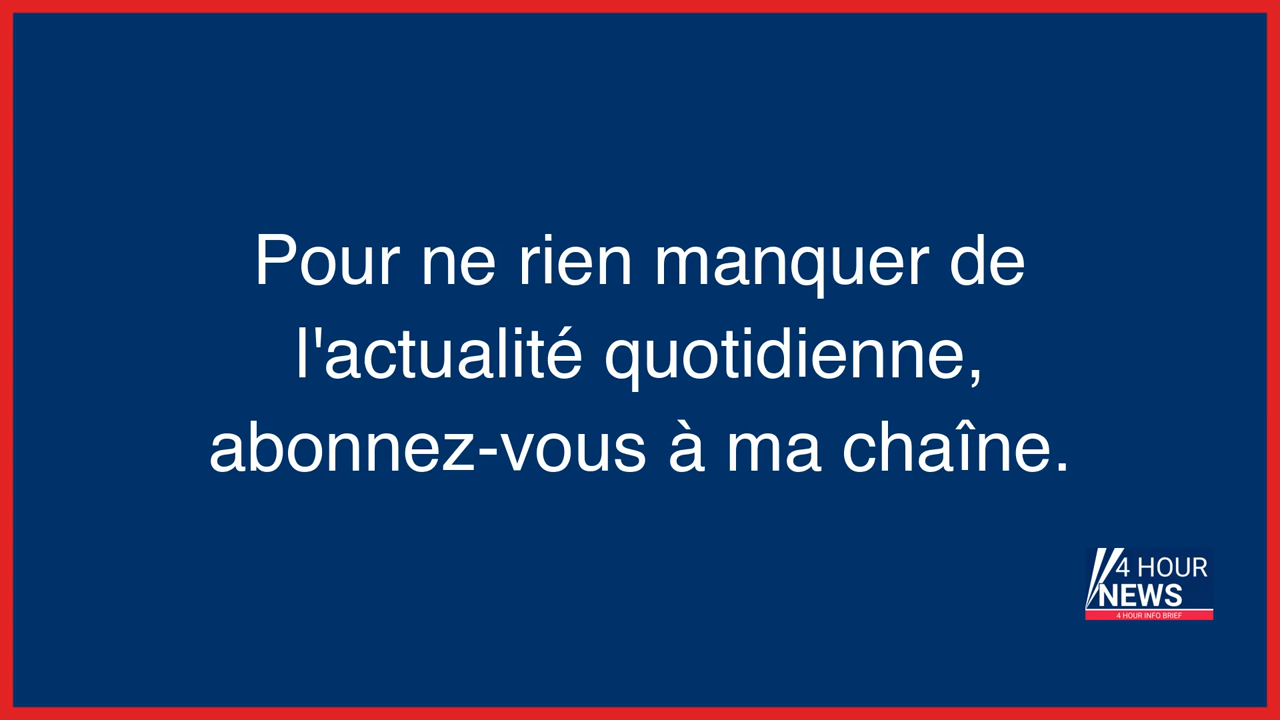 Pour ne rien manquer de
l'actualité quotidienne,
abonnez-vous à ma chaîne.
4 HOUR
NEWS
4 HOUR INFO BRIEF